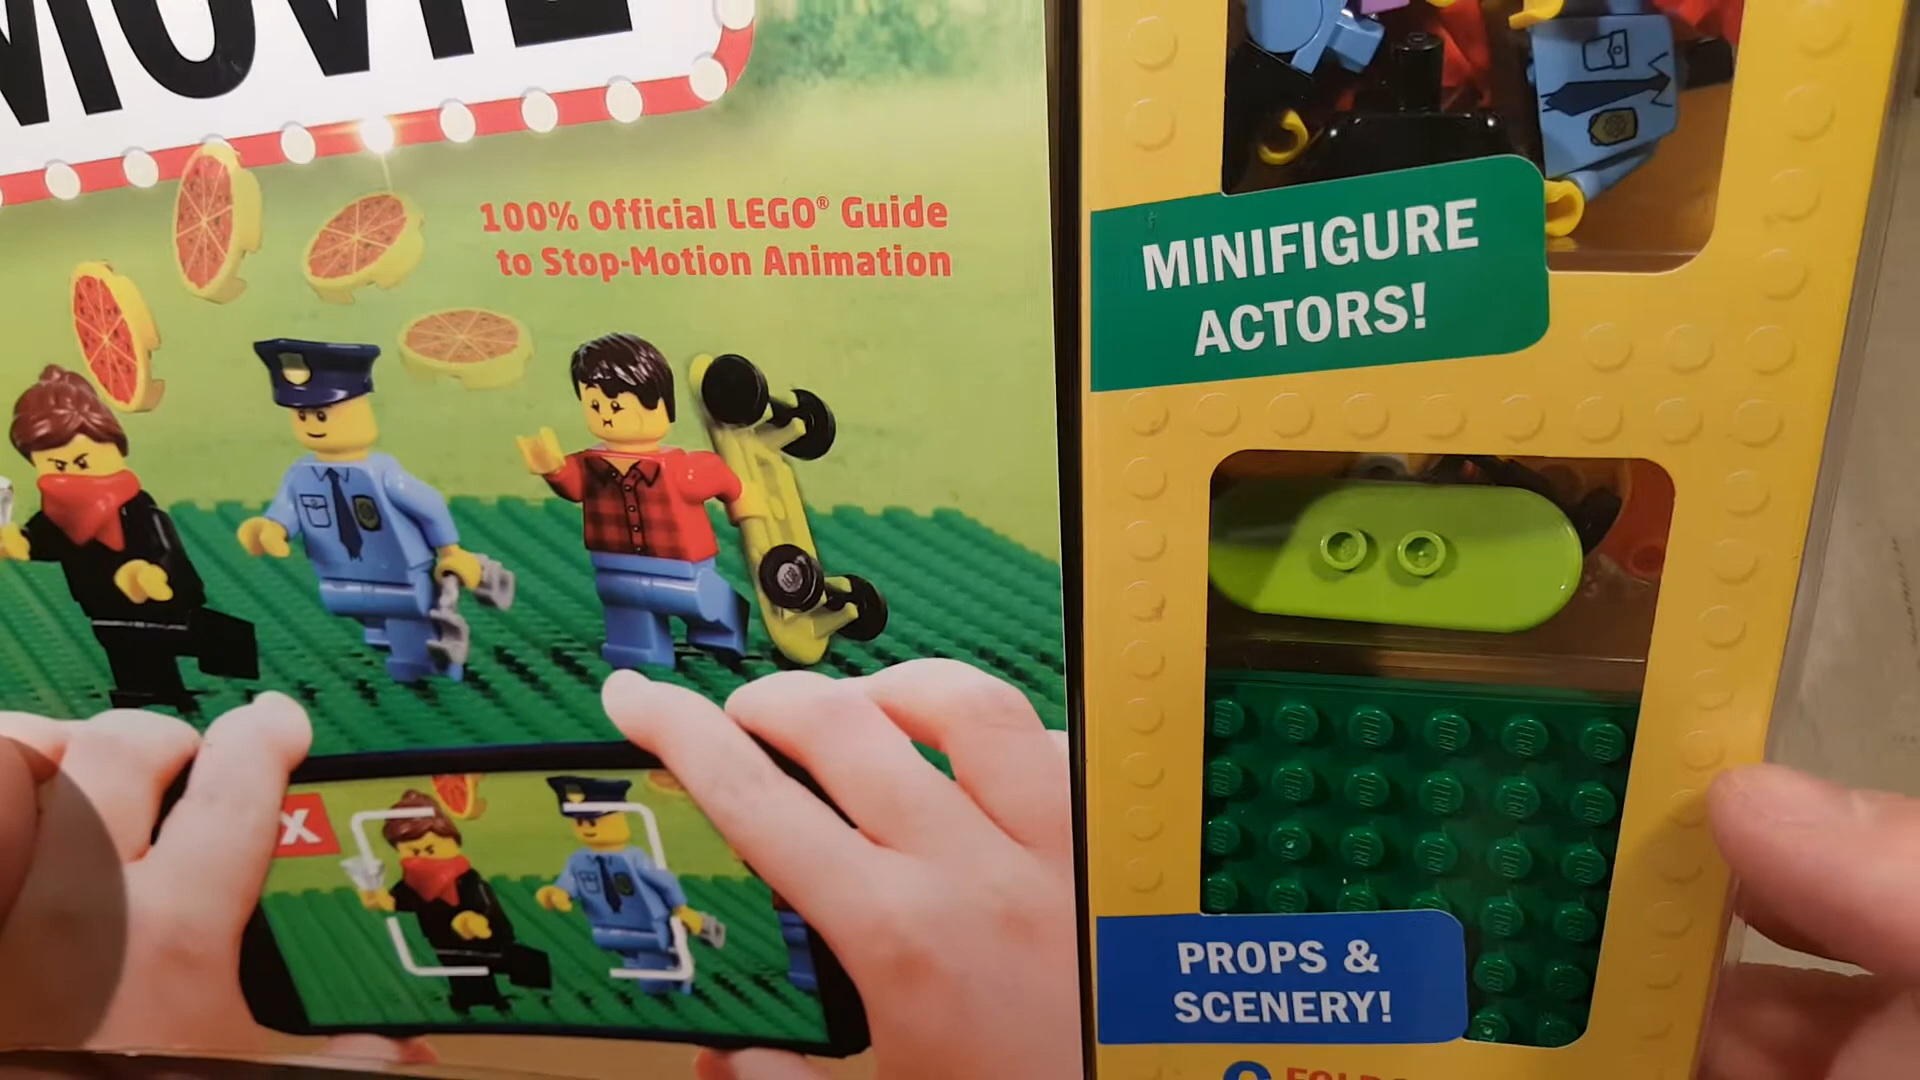 MOVIE
100% Official LEGO® Guide
to Stop-Motion Animation
MINIFIGURE
ACTORS!
X
PROPS &
SCENERY!